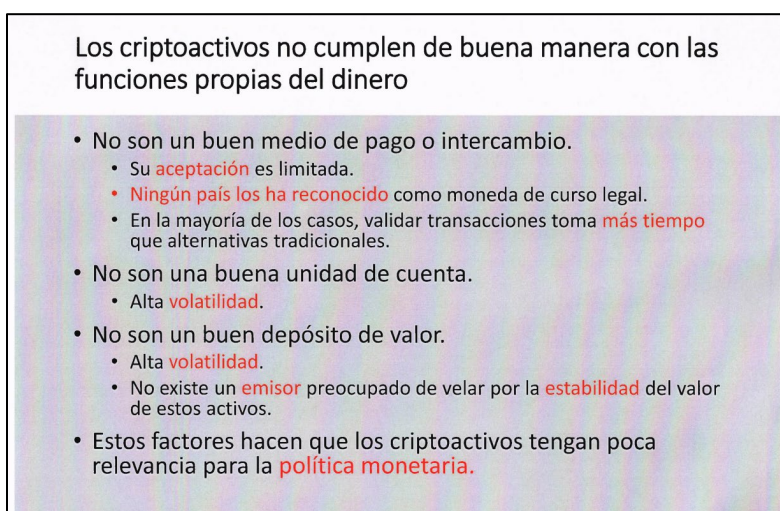 Los criptoactivos no cumplen de buena manera con las
funciones propias del dinero
• No son un buen medio de pago o intercambio.
• Su aceptación es limitada.
• Ningún país los ha reconocido como moneda de curso legal.
• En la mayoría de los casos, validar transacciones toma más tiempo
que alternativas tradicionales.
• No son una buena unidad de cuenta.
• Alta volatilidad.
• No son un buen depósito de valor.
• Alta volatilidad.
• No existe un emisor preocupado de velar por la estabilidad del valor
de estos activos.
• Estos factores hacen que los criptoactivos tengan poca
relevancia para la política monetaria.